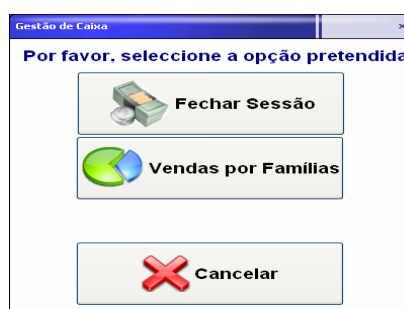 Gestão de Caixa
Por favor, seleccione a opção pretendida
Fechar Sessão
Vendas por Famílias
Cancelar